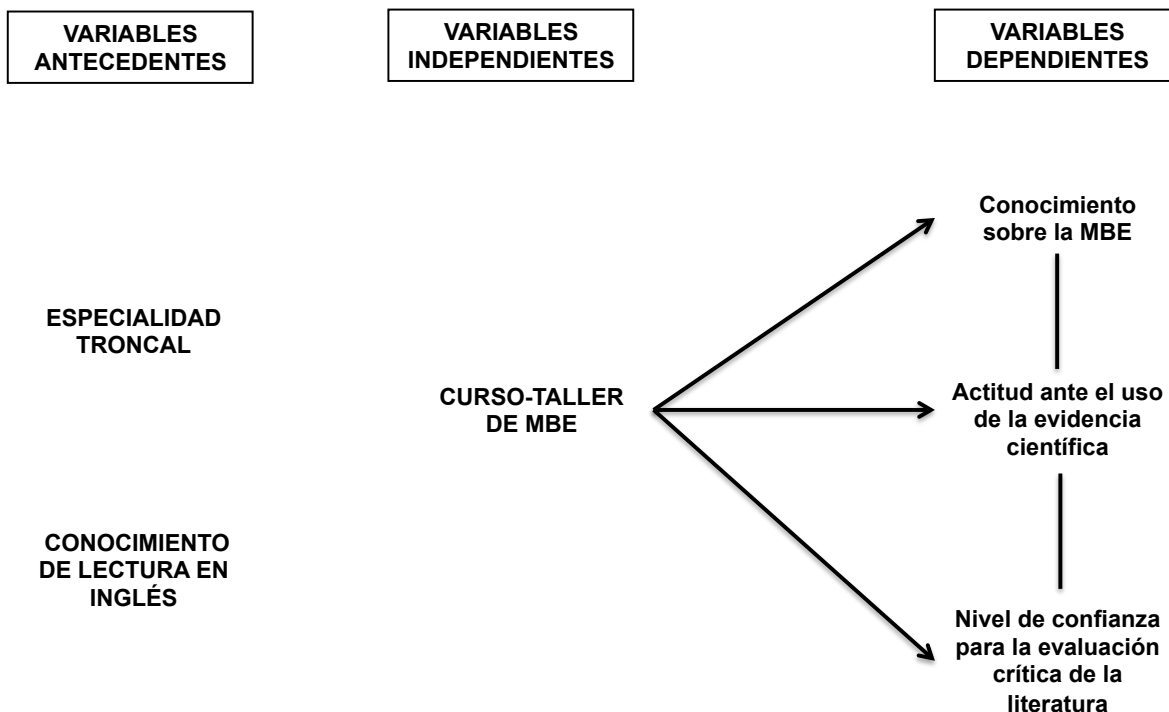 VARIABLES
ANTECEDENTES
VARIABLES
INDEPENDIENTES
VARIABLES
DEPENDIENTES
ESPECIALIDAD
TRONCAL
CONOCIMIENTO
DE LECTURA EN
INGLÉS
CURSO-TALLER
DE MBE
Conocimiento
sobre la MBE
Actitud ante el uso
de la evidencia
científica
Nivel de confianza
para la evaluación
crítica de la
literatura